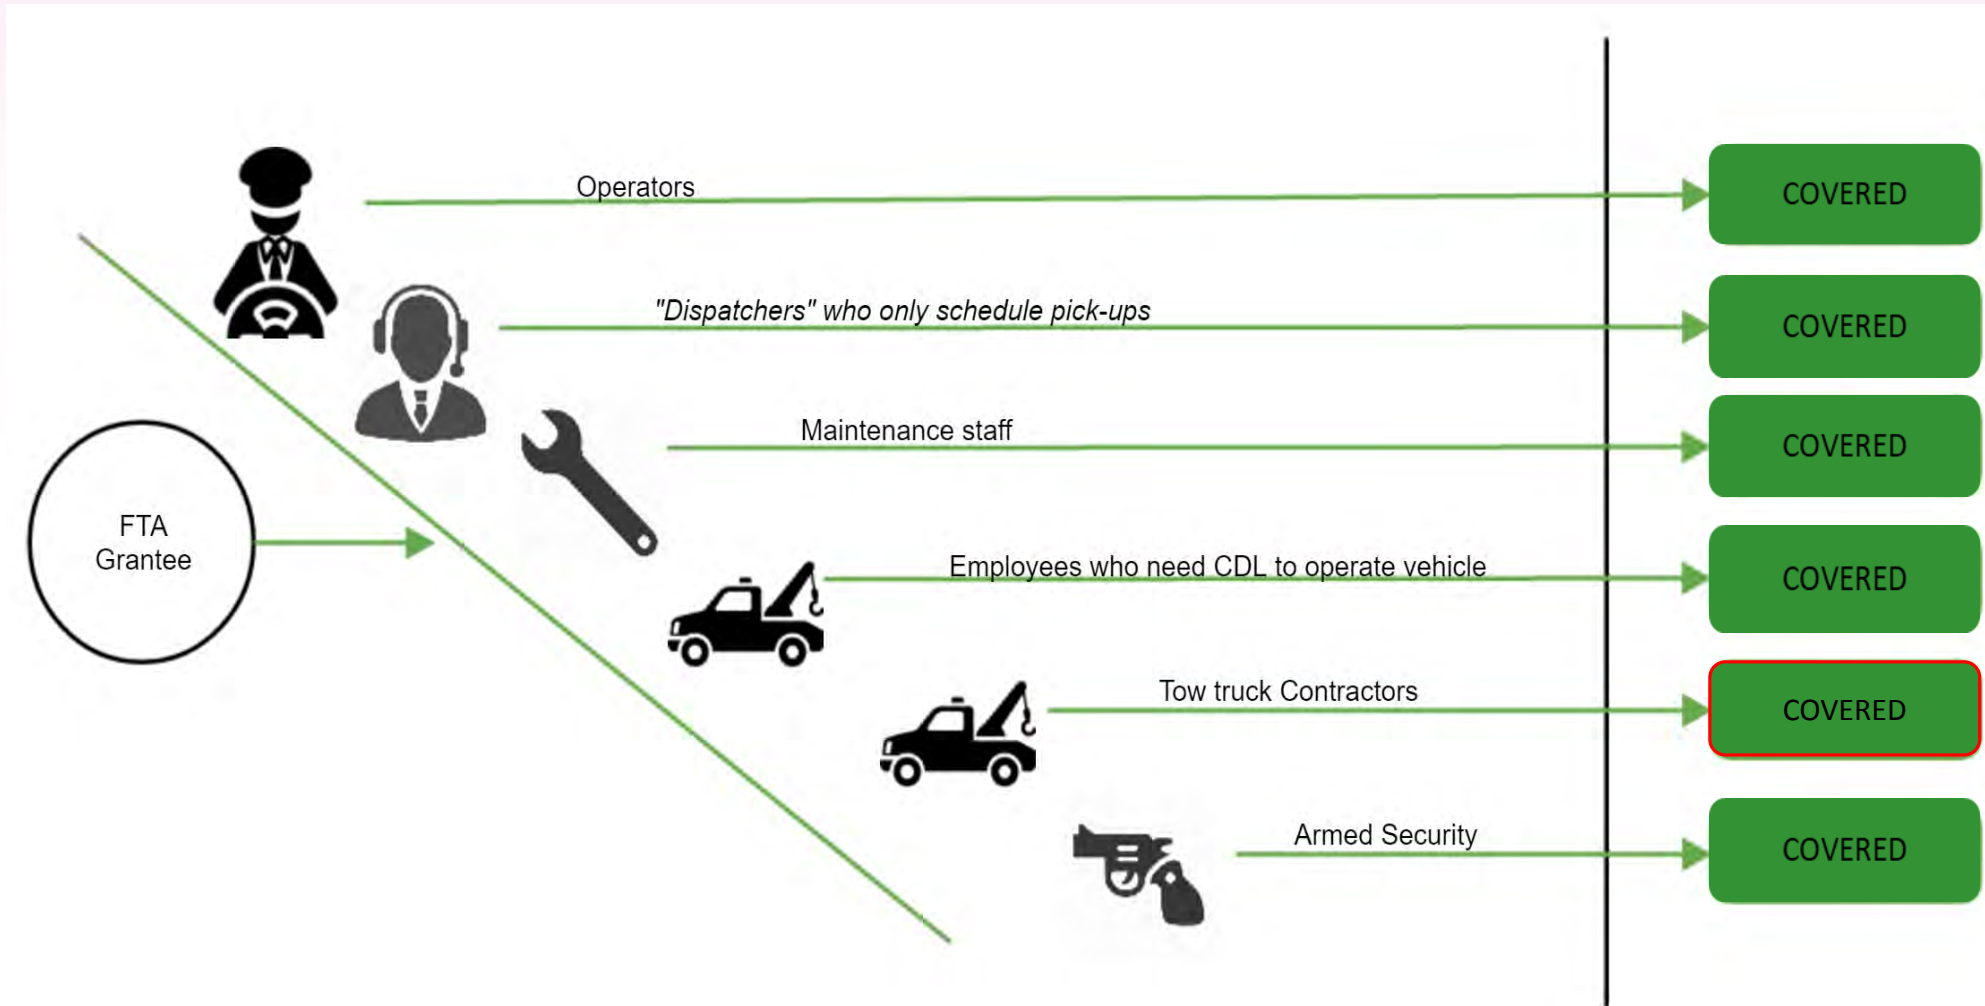 Operators
COVERED
"Dispatchers" who only schedule pick-ups
COVERED
Maintenance staff
COVERED
FTA
Grantee
Employees who need CDL to operate vehicle
COVERED
Tow truck Contractors
COVERED
Armed Security
COVERED